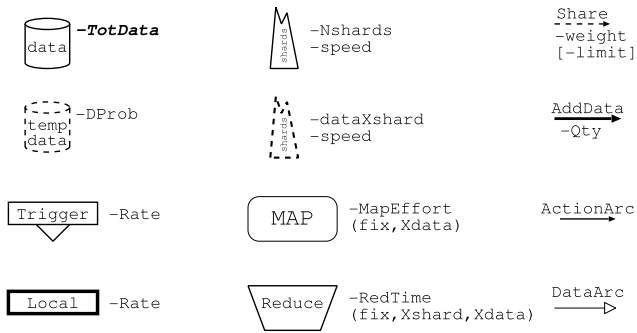 data
-TotData
shards
-Nshards
-speed
Share
-weight
[-limit]
temp
data
-DProb
shards
-dataXshard
-speed
AddData
-Qty
Trigger
-Rate
MAP
-MapEffort
(fix,Xdata)
ActionArc
Local
-Rate
Reduce
-RedTime
(fix,Xshard,Xdata)
DataArc